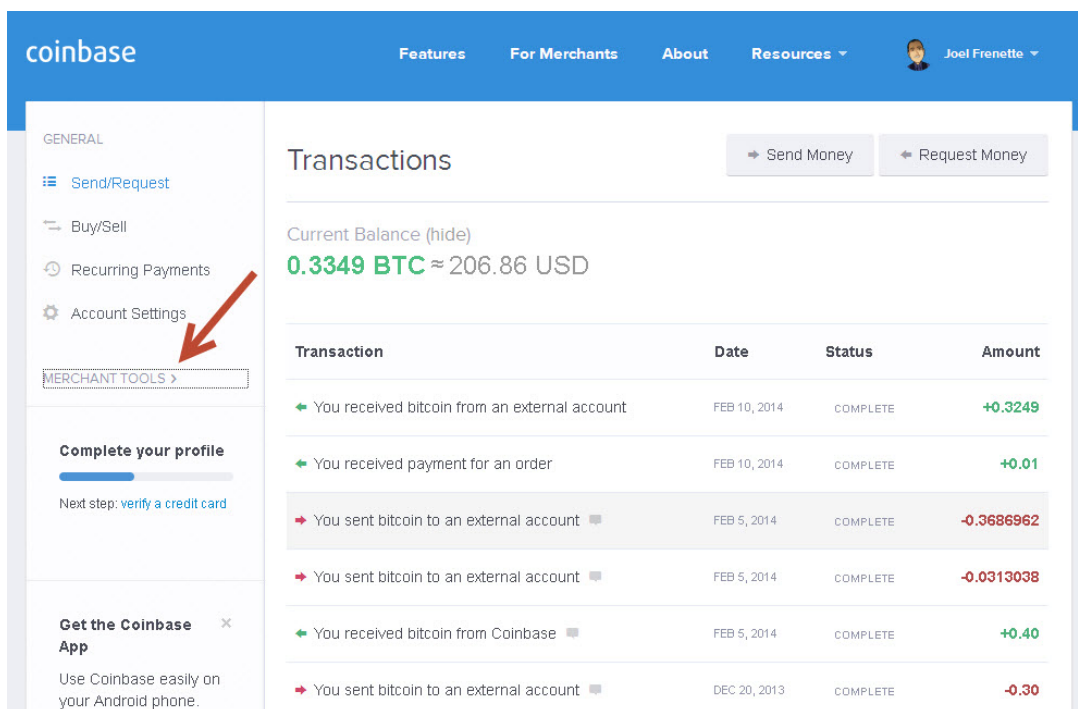 coinbase
Features For Merchants About Resources Joel Frenette
GENERAL
Send/Request
Buy/Sell
Recurring Payments
Account Settings
MERCHANT TOOLS >
Complete your profile
Next step: verify a credit card
Get the Coinbase ×
App
Use Coinbase easily on
your Android phone.
Transactions
Send Money Request Money
Current Balance (hide)
0.3349 BTC ≈ 206.86 USD
Transaction Date Status Amount
You received bitcoin from an external account FEB 10, 2014 COMPLETE +0.3249
You received payment for an order FEB 10, 2014 COMPLETE +0.01
You sent bitcoin to an external account FEB 5, 2014 COMPLETE -0.3686962
You sent bitcoin to an external account FEB 5, 2014 COMPLETE -0.0313038
You received bitcoin from Coinbase FEB 5, 2014 COMPLETE +0.40
You sent bitcoin to an external account DEC 20, 2013 COMPLETE -0.30